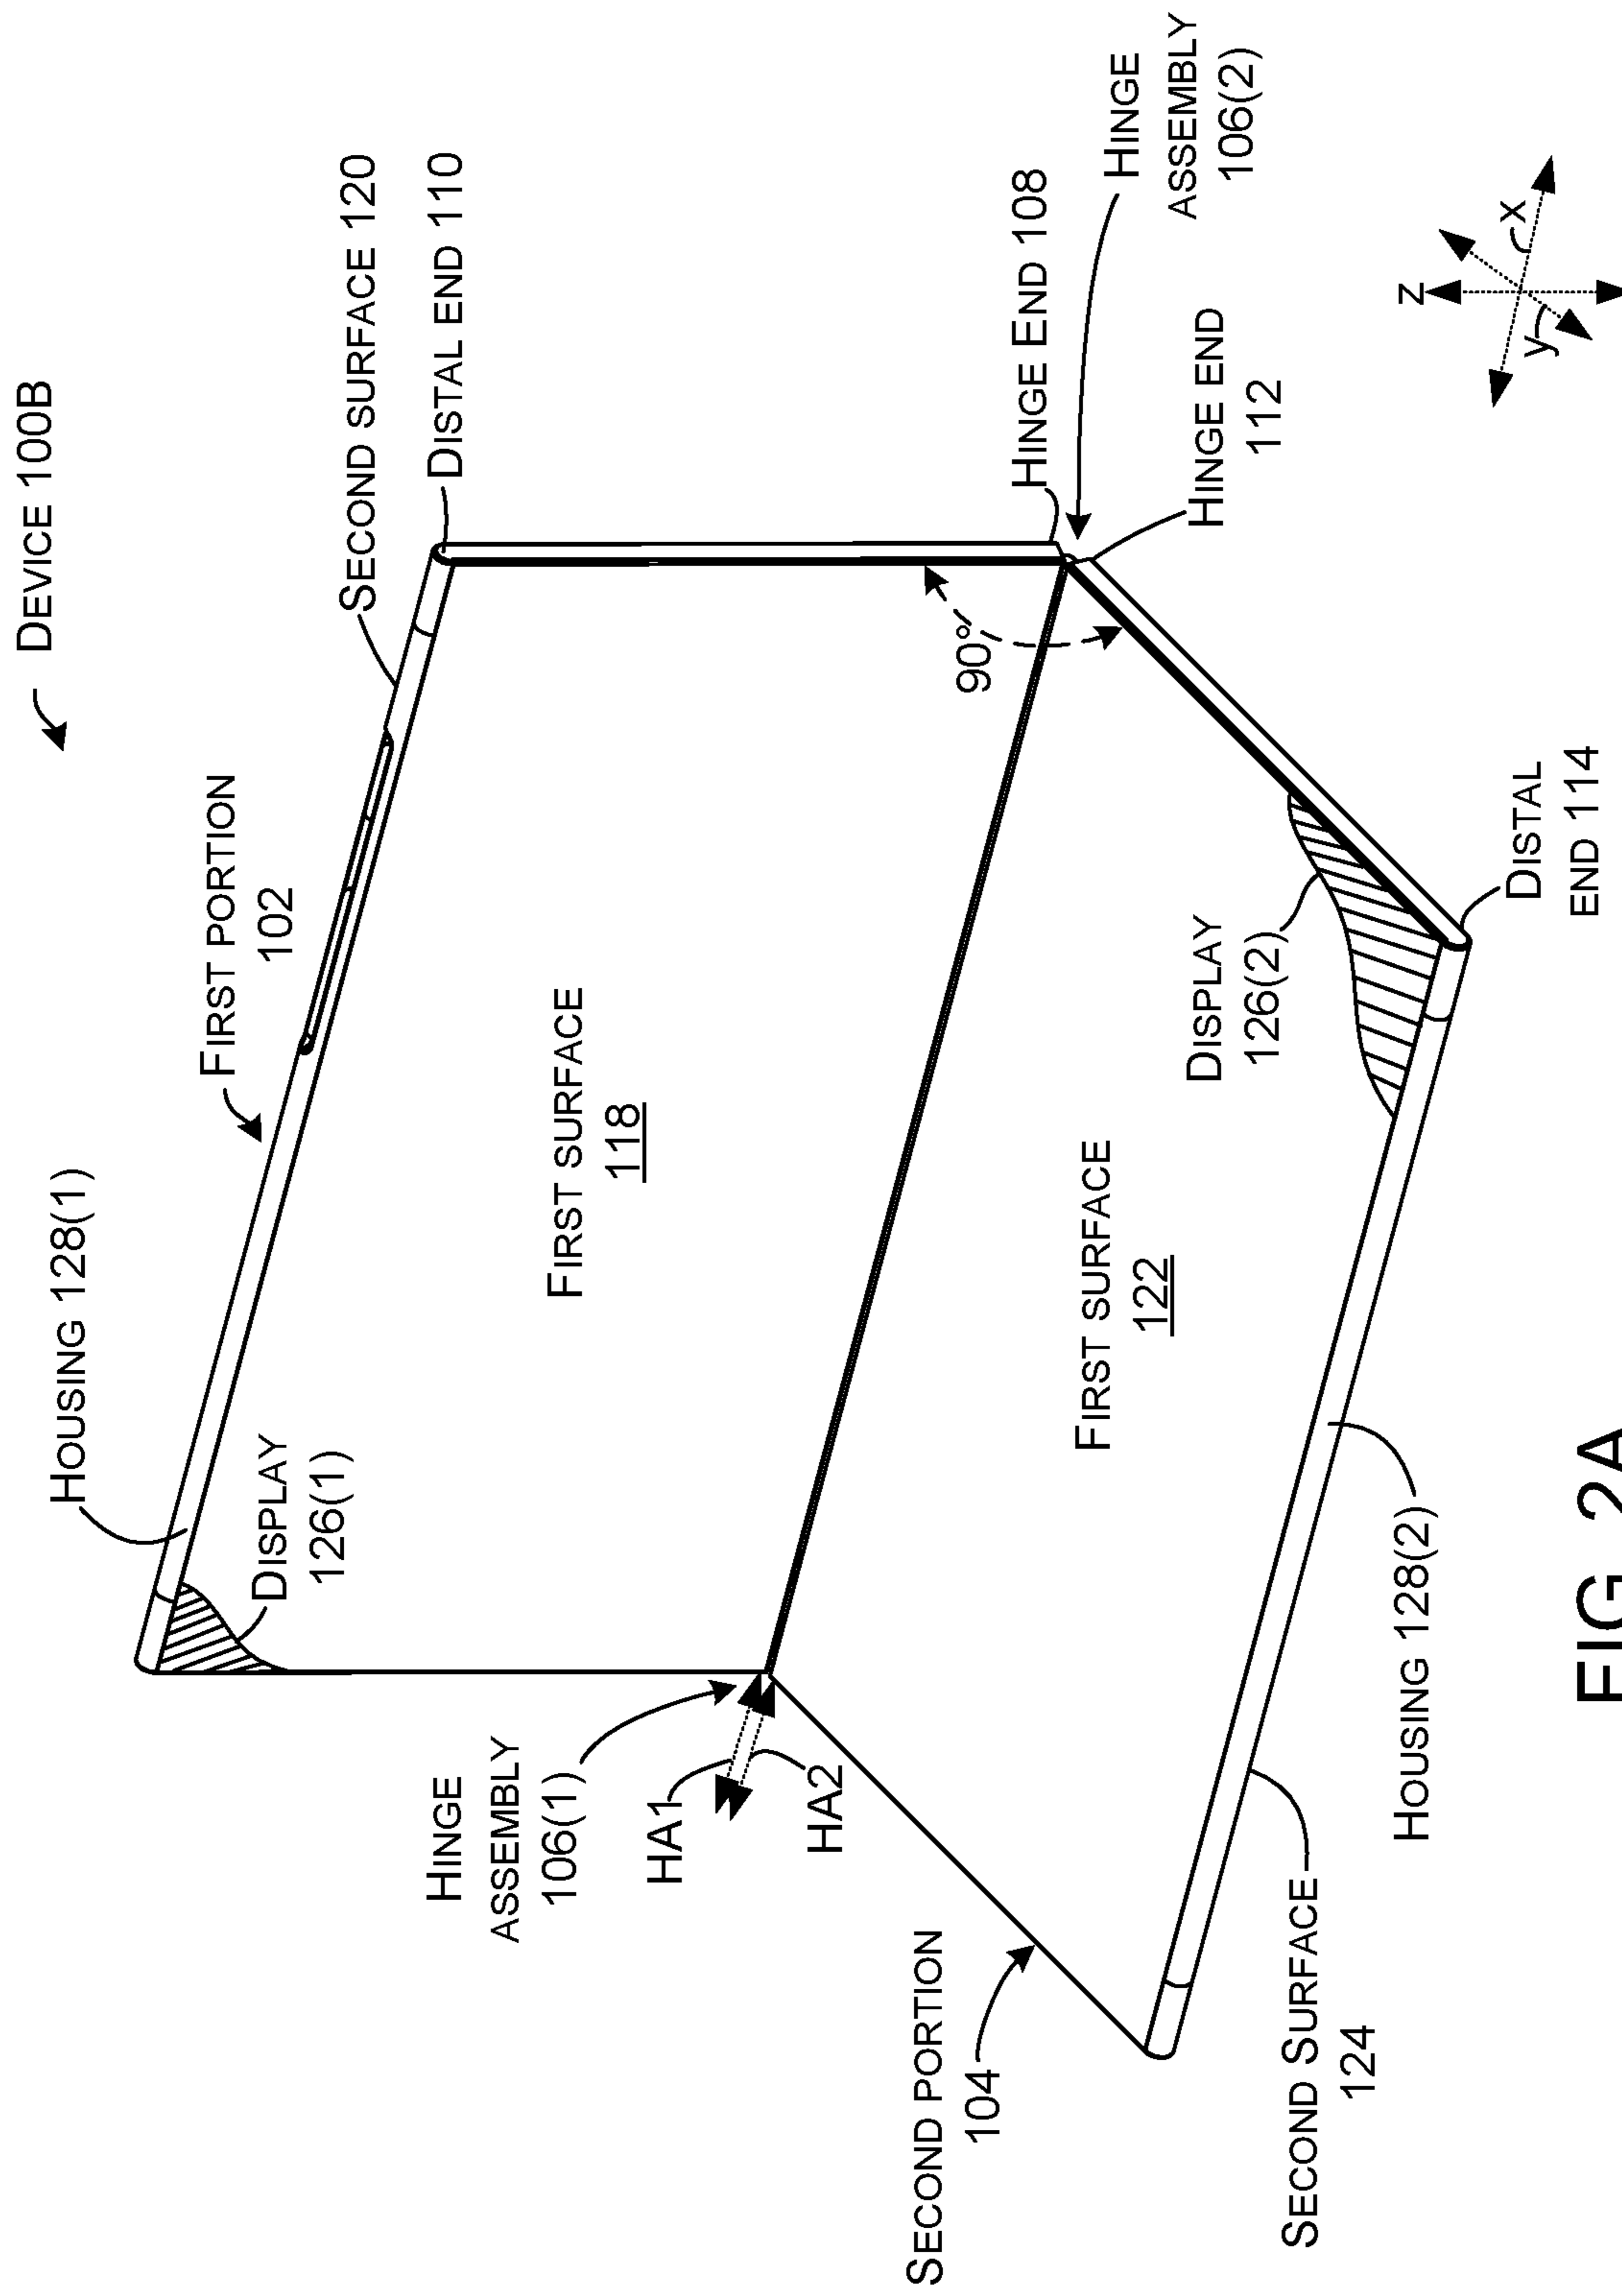 DEVICE 100B
HOUSING 128(1)
FIRST PORTION
102
SECOND SURFACE 120
DISTAL END 110
DISPLAY
126(1)
FIRST SURFACE
118
HINGE
ASSEMBLY
106(1)
HA1
HA2
90°
HINGE END 108
HINGE
ASSEMBLY
106(2)
HINGE END
112
SECOND PORTION
104
FIRST SURFACE
122
DISPLAY
126(2)
DISTAL
END 114
SECOND SURFACE
124
HOUSING 128(2)
z
x
y
FIG. 2A